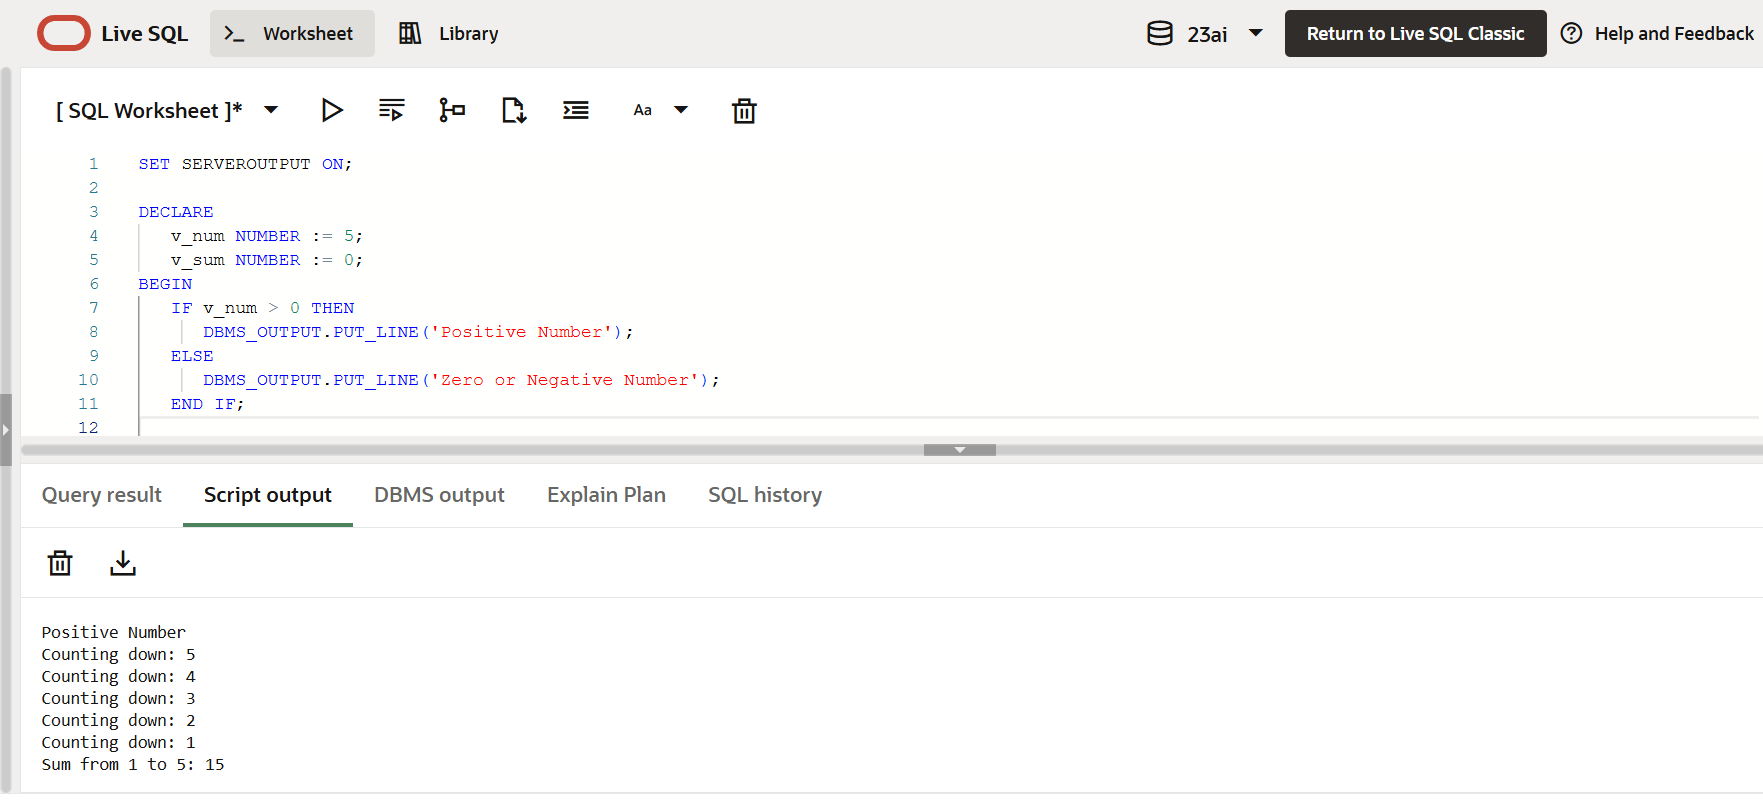 Live SQL Worksheet Library 23ai Return to Live SQL Classic Help and Feedback
[ SQL Worksheet ]* Aa
1 SET SERVEROUTPUT ON;
2
3 DECLARE
4 v_num NUMBER := 5;
5 v_sum NUMBER := 0;
6 BEGIN
7 IF v_num > 0 THEN
8 DBMS_OUTPUT.PUT_LINE('Positive Number');
9 ELSE
10 DBMS_OUTPUT.PUT_LINE('Zero or Negative Number');
11 END IF;
12
Query result Script output DBMS output Explain Plan SQL history
Positive Number
Counting down: 5
Counting down: 4
Counting down: 3
Counting down: 2
Counting down: 1
Sum from 1 to 5: 15